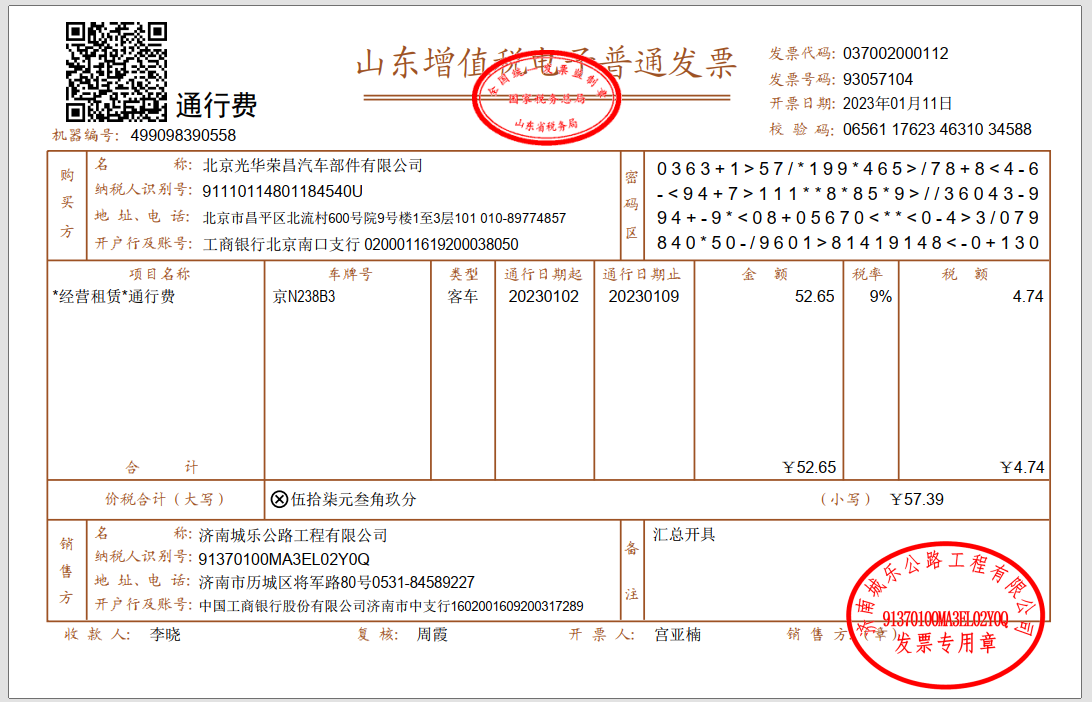 山东增值税电子普通发票
全国统一发票监制章
国家税务总局
山东省税务局
通行费
机器编号: 499098390558
发票代码: 037002000112
发票号码: 93057104
开票日期: 2023年01月11日
校 验 码: 06561 17623 46310 34588
购买方
名 称: 北京光华荣昌汽车部件有限公司
纳税人识别号: 91110114801184540U
地 址、电 话: 北京市昌平区北流村600号院9号楼1至3层101 010-89774857
开户行及账号: 工商银行北京南口支行 0200011619200038050
密码区
0363+1>57/*199*465>/78+8<4-6
-<94+7>111**8*85*9>//36043-9
94+-9*<08+05670<**<0-4>3/079
840*50-/9601>81419148<-0+130
项目名称 车牌号 类型 通行日期起 通行日期止 金 额 税率 税 额
*经营租赁*通行费 京N238B3 客车 20230102 20230109 52.65 9% 4.74
合 计 ￥52.65 ￥4.74
价税合计（大写） ⊗伍拾柒元叁角玖分 （小写） ￥57.39
销售方
名 称: 济南城乐公路工程有限公司
纳税人识别号: 91370100MA3EL02Y0Q
地 址、电 话: 济南市历城区将军路80号0531-84589227
开户行及账号: 中国工商银行股份有限公司济南市中支行1602001609200317289
备注
汇总开具
收 款 人: 李晓 复 核: 周霞 开 票 人: 宫亚楠 销 售 方:（章）
济南城乐公路工程有限公司
91370100MA3EL02Y0Q
发票专用章